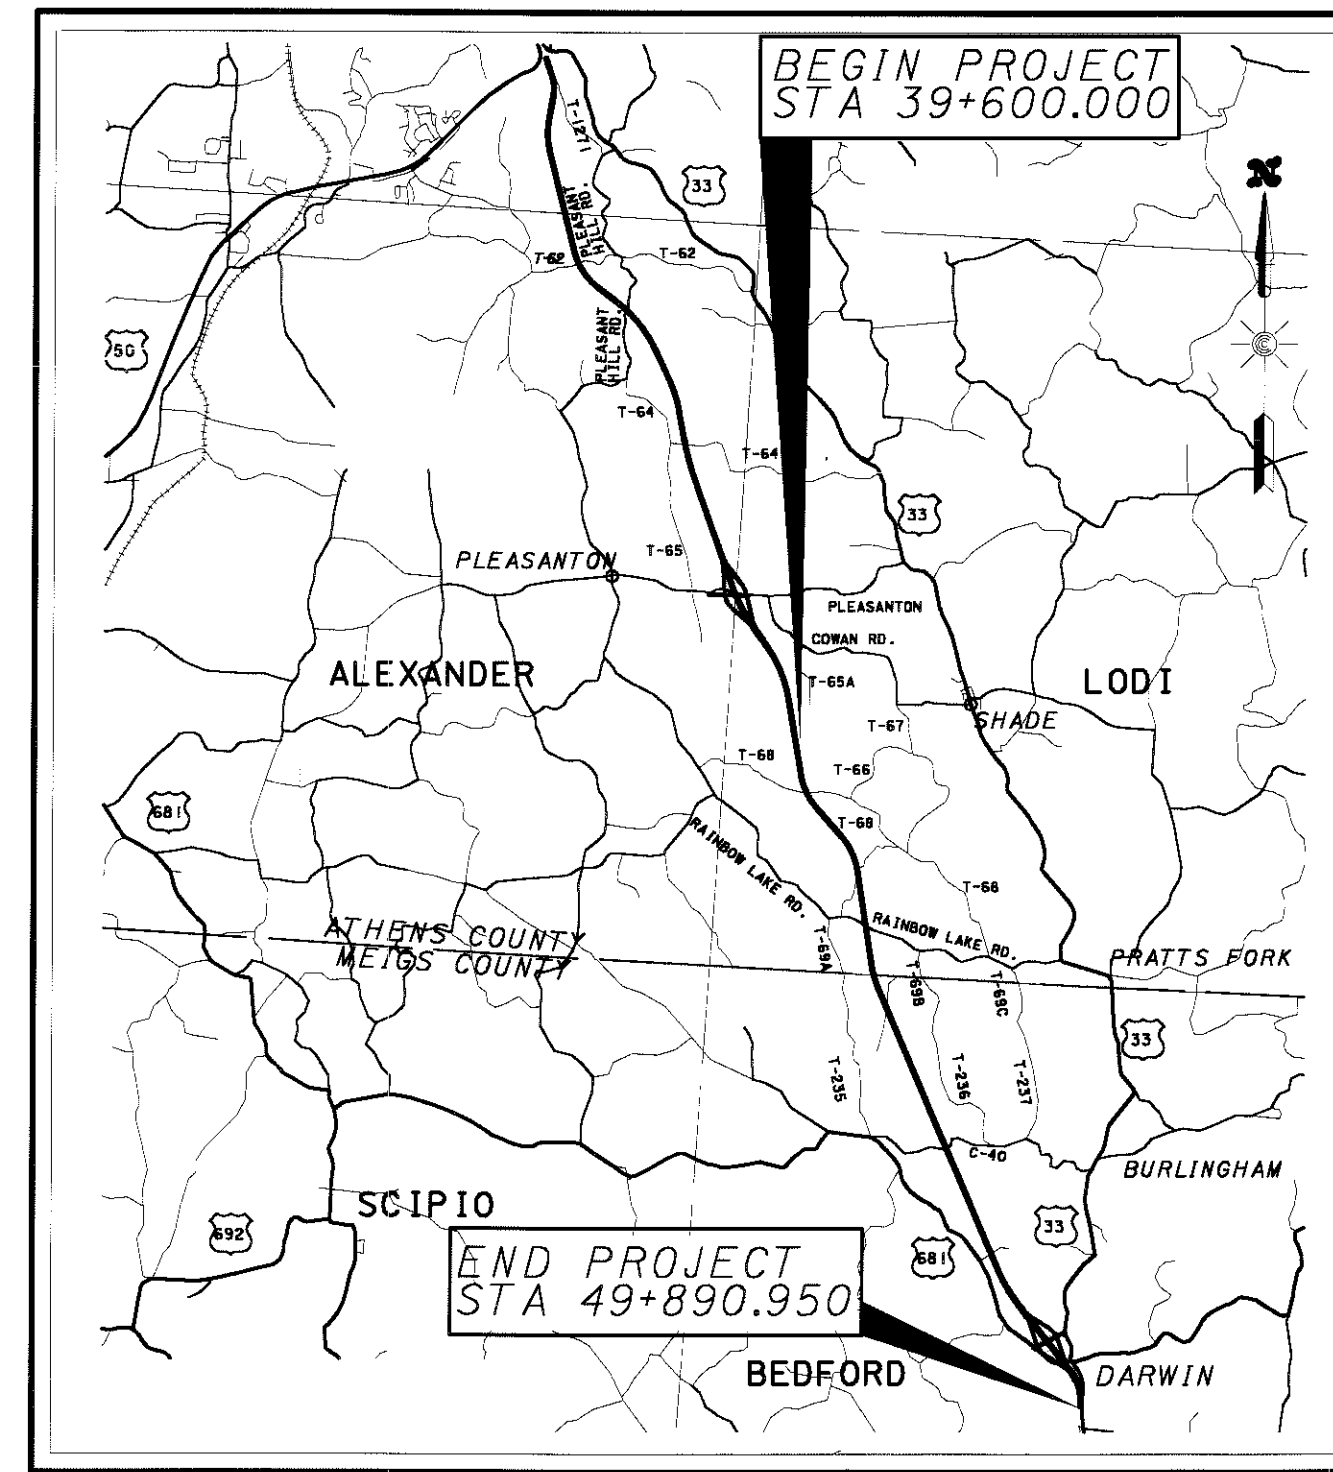 BEGIN PROJECT
STA 39+600.000
N
T-1271
33
PLEASANT
HILL RD.
T-62
T-62
50
PLEASANT
HILL RD.
T-64
T-64
33
PLEASANTON
T-65
PLEASANTON
COWAN RD.
ALEXANDER
T-65A
LODI
SHADE
T-67
T-68
T-66
681
T-68
RAINBOW LAKE RD.
T-68
RAINBOW LAKE RD.
ATHENS COUNTY
MEIGS COUNTY
T-69A
PRATTS FORK
T-69B
T-69C
33
T-235
T-236
T-237
C-40
BURLINGHAM
SCIPIO
692
33
END PROJECT
STA 49+890.950
681
BEDFORD
DARWIN